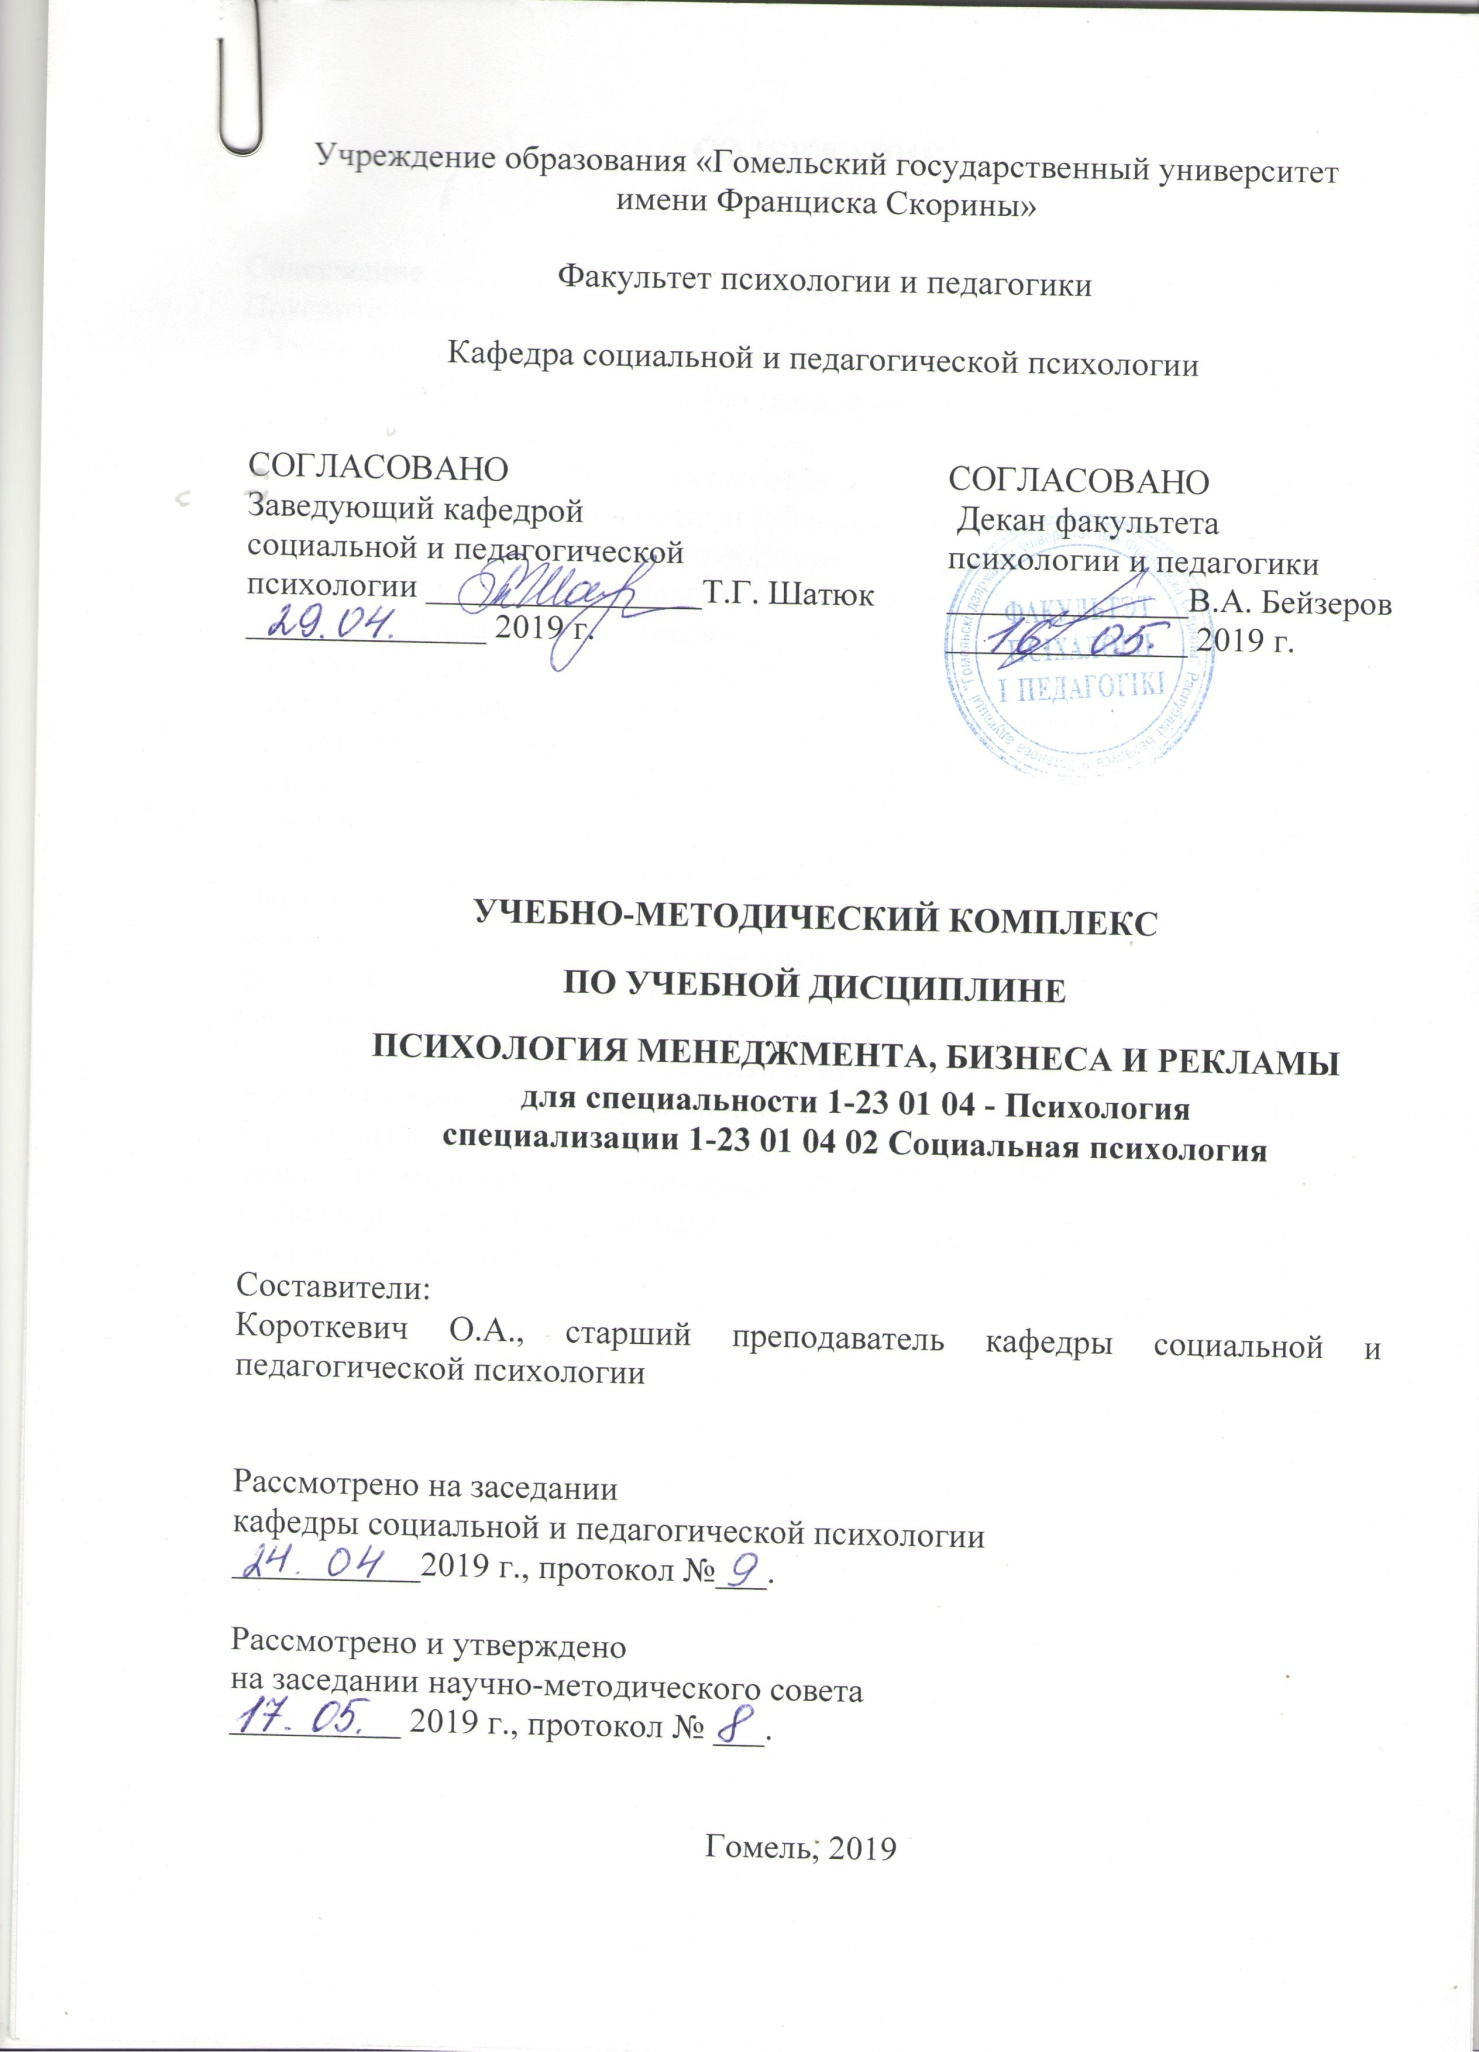 Учреждение образования «Гомельский государственный университет
имени Франциска Скорины»
Факультет психологии и педагогики
Кафедра социальной и педагогической психологии
СОГЛАСОВАНО
Заведующий кафедрой
социальной и педагогической
психологии ________________Т.Г. Шатюк
29.04. 2019 г.
СОГЛАСОВАНО
Декан факультета
психологии и педагогики
______________В.А. Бейзеров
16 05. 2019 г.
ФАКУЛЬТЭТ
ПСІХАЛОГІІ
І ПЕДАГОГІКІ
УЧЕБНО-МЕТОДИЧЕСКИЙ КОМПЛЕКС
ПО УЧЕБНОЙ ДИСЦИПЛИНЕ
ПСИХОЛОГИЯ МЕНЕДЖМЕНТА, БИЗНЕСА И РЕКЛАМЫ
для специальности 1-23 01 04 - Психология
специализации 1-23 01 04 02 Социальная психология
Составители:
Короткевич О.А., старший преподаватель кафедры социальной и
педагогической психологии
Рассмотрено на заседании
кафедры социальной и педагогической психологии
24. 04 2019 г., протокол № 9.
Рассмотрено и утверждено
на заседании научно-методического совета
17. 05. 2019 г., протокол № 8.
Гомель, 2019